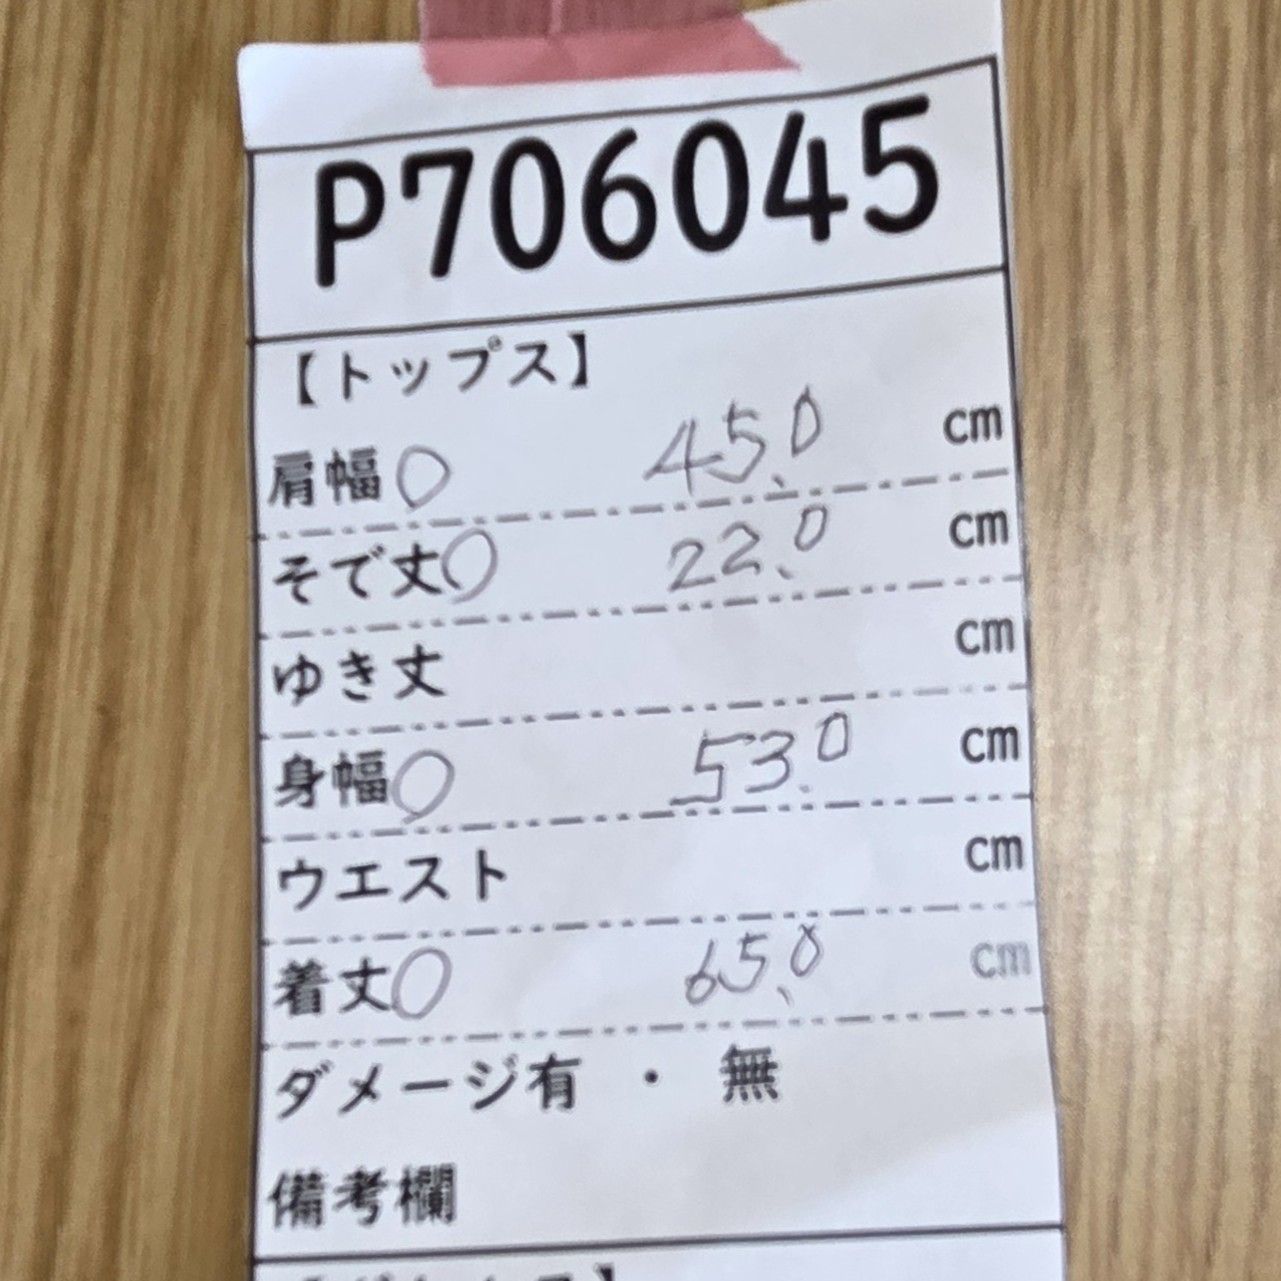 P706045
【トップス】
肩幅○ 45.0 cm
そで丈○ 22.0 cm
ゆき丈 cm
身幅○ 53.0 cm
ウエスト cm
着丈○ 65.0 cm
ダメージ有 ・ 無
備考欄